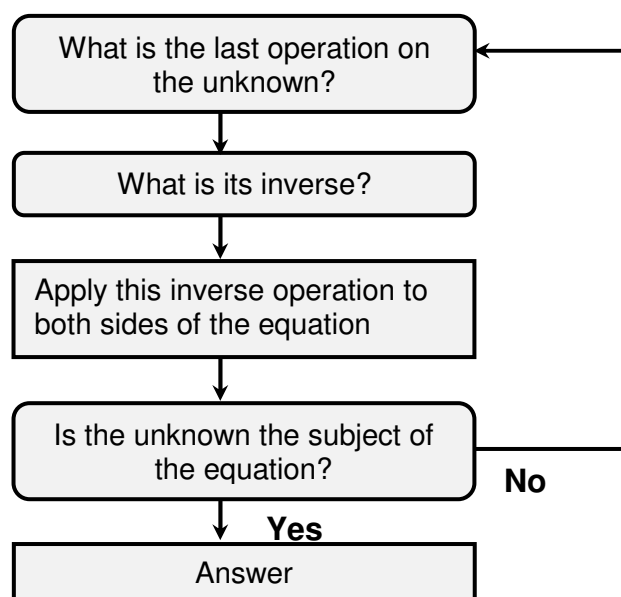 What is the last operation on
the unknown?
What is its inverse?
Apply this inverse operation to
both sides of the equation
Is the unknown the subject of
the equation?
No
Yes
Answer